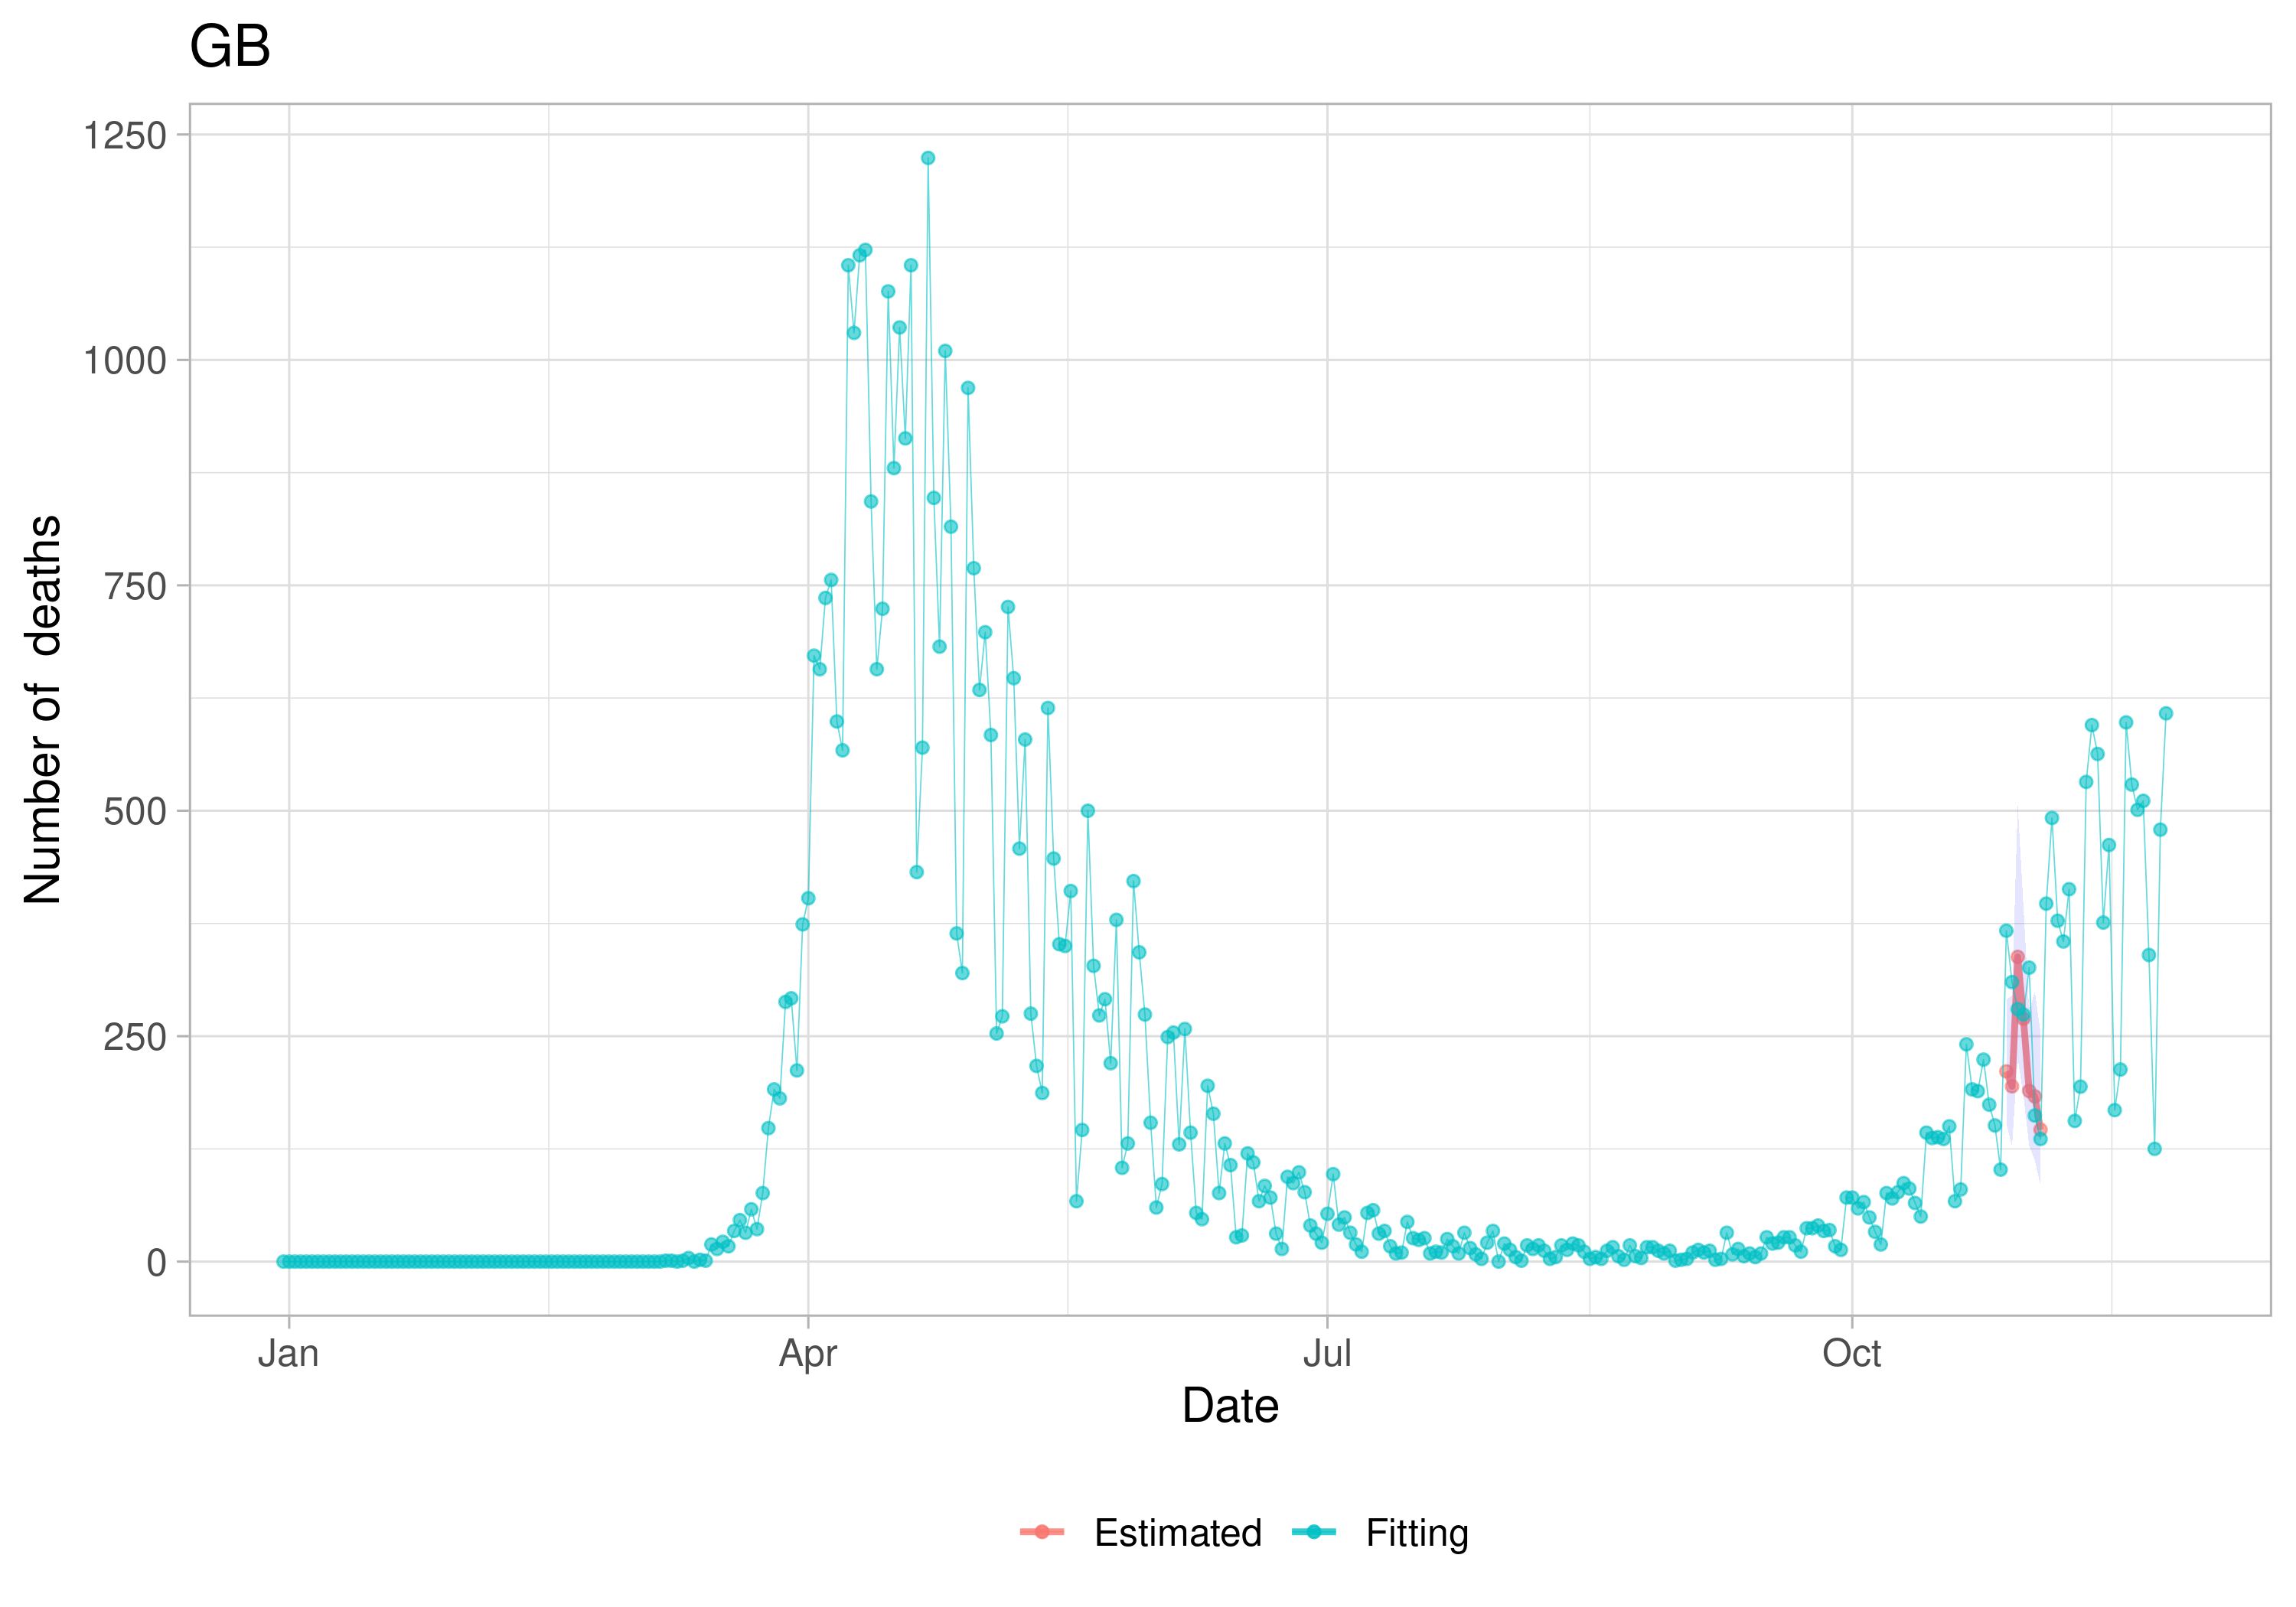 GB
1250
1000
750
500
250
0
Number of deaths
Jan Apr Jul Oct
Date
Estimated Fitting